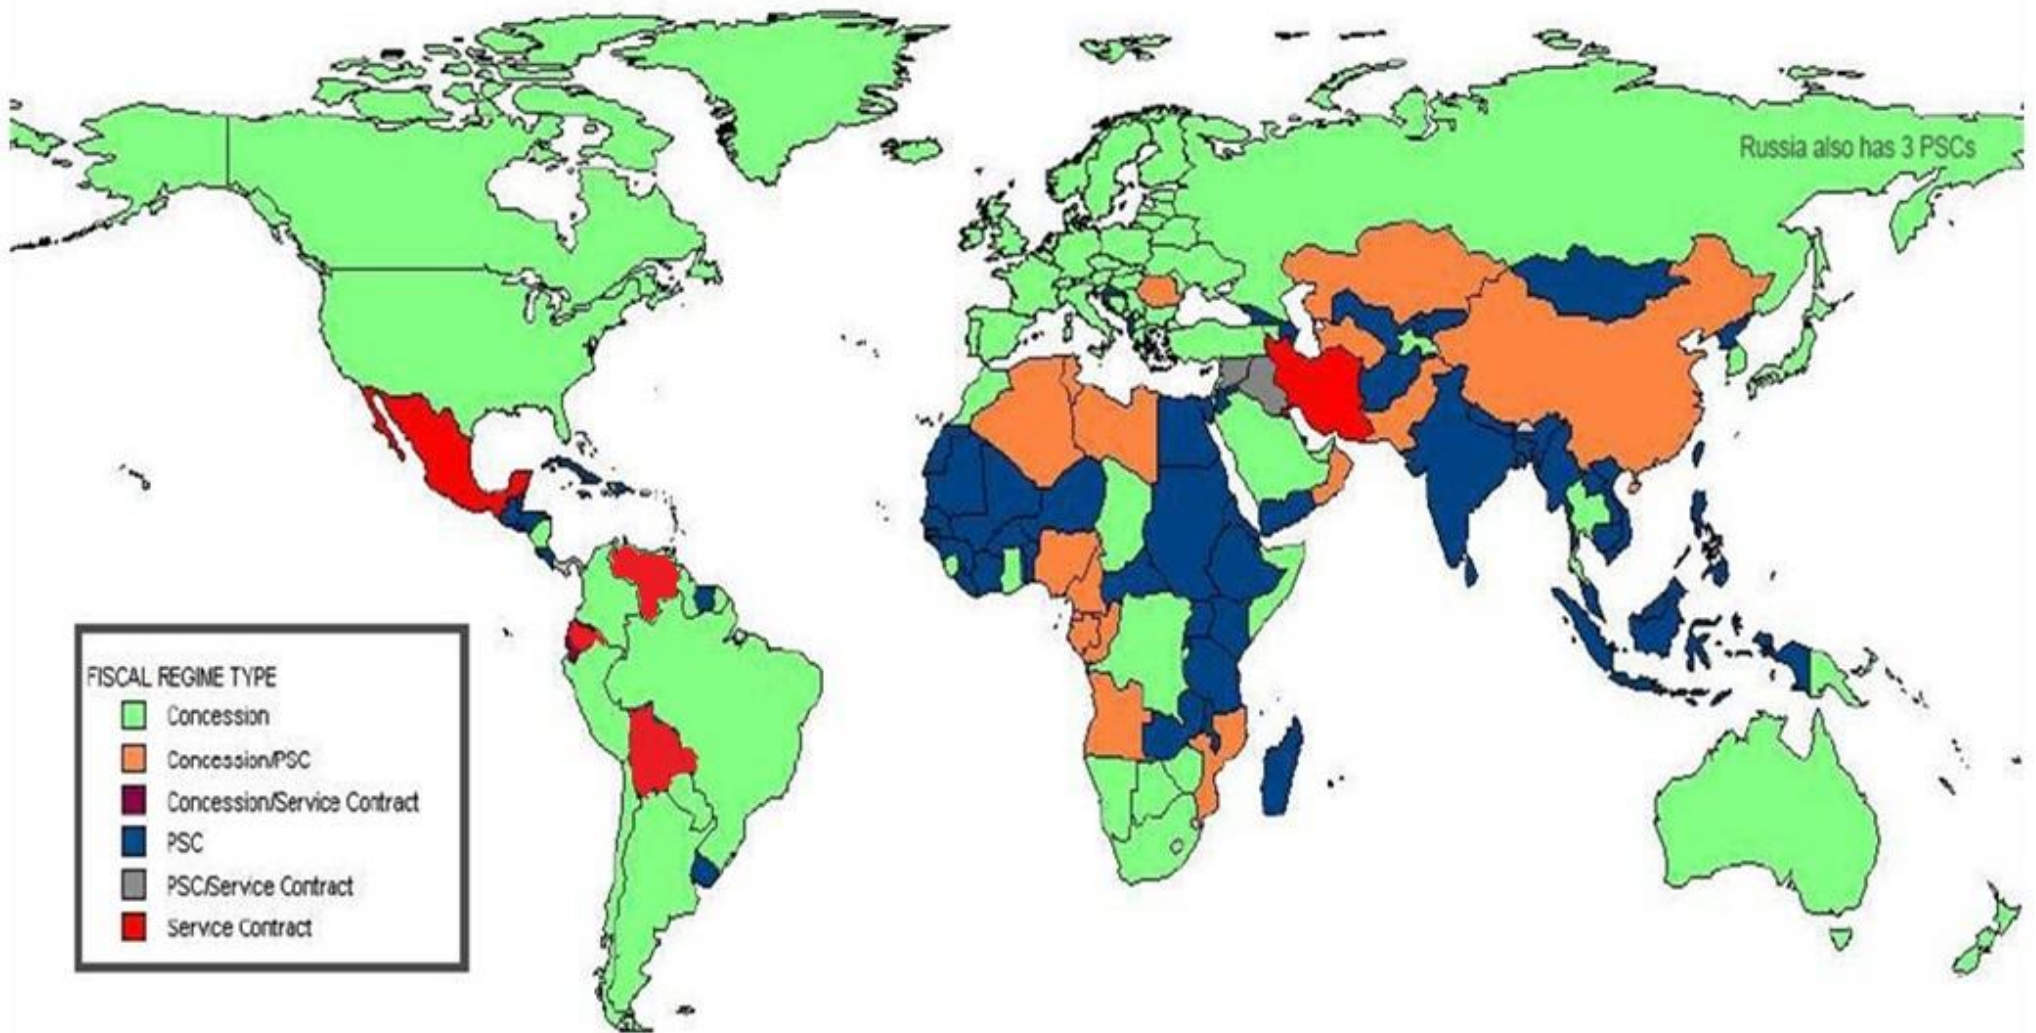 Russia also has 3 PSCs
FISCAL REGIME TYPE
Concession
Concession/PSC
Concession/Service Contract
PSC
PSC/Service Contract
Service Contract